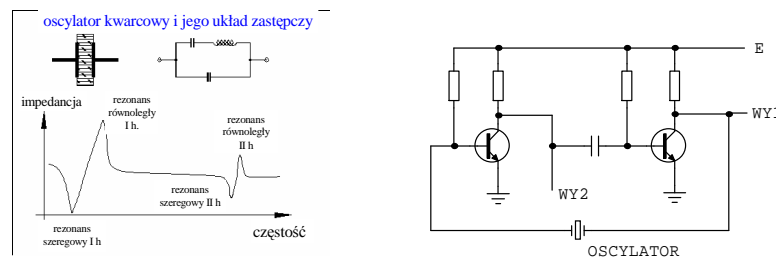 oscylator kwarcowy i jego układ zastępczy
impedancja
rezonans
równoległy
I h.
rezonans
równoległy
II h
rezonans
szeregowy II h
częstość
rezonans
szeregowy I h
E
WY1
WY2
OSCYLATOR